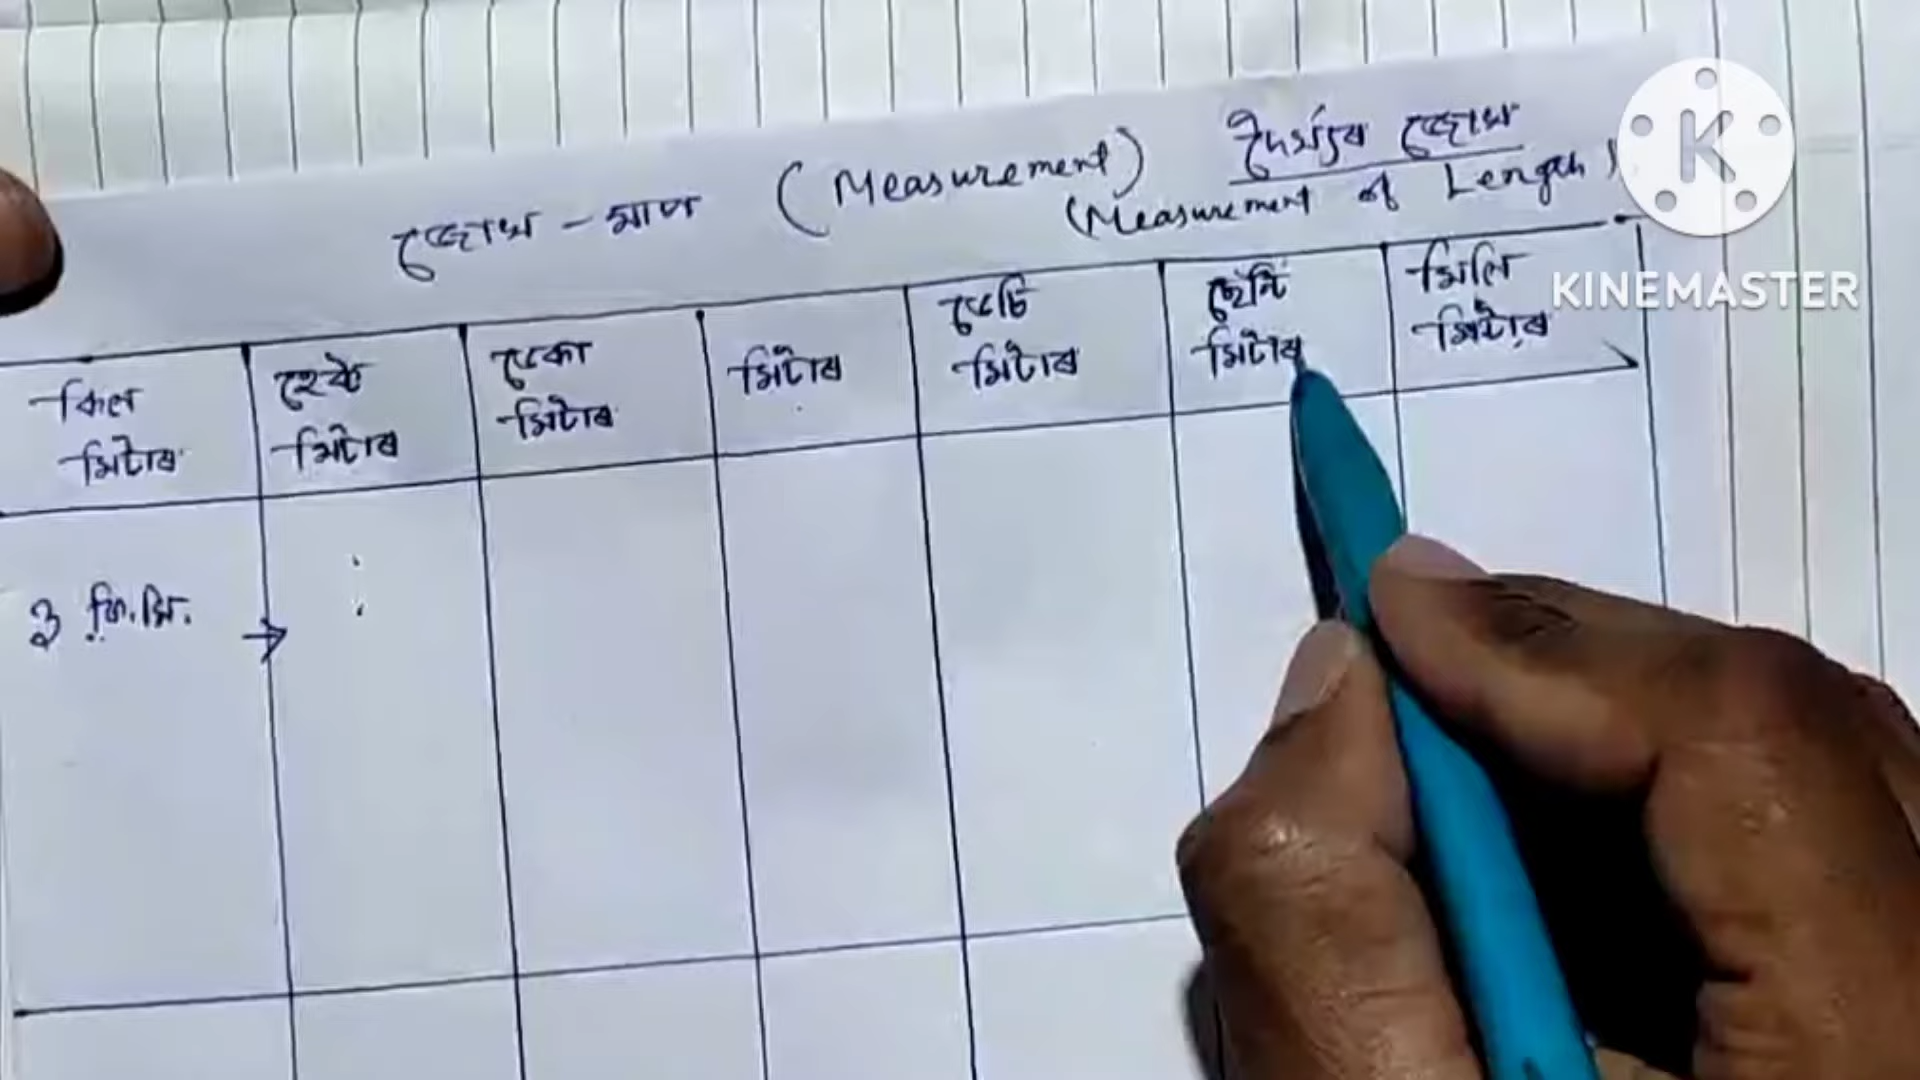 জোখ - মাখ (Measurement)
দৈৰ্ঘ্যৰ জোখ
(Measurement of Length)
কিল' মিটাৰ
হেক্ট' মিটাৰ
ডেকা মিটাৰ
মিটাৰ
ডেচি মিটাৰ
ছেন্টি মিটাৰ
মিলি মিটাৰ
3 কি.মি. →
K
KINEMASTER